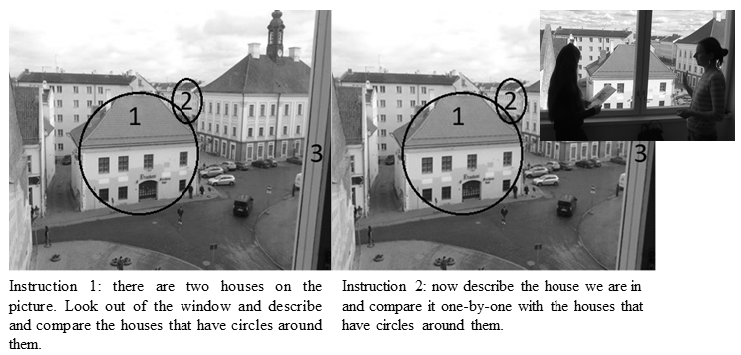 1
2
3
1
2
3
Instruction 1: there are two houses on the
picture. Look out of the window and describe
and compare the houses that have circles around
them.
Instruction 2: now describe the house we are in
and compare it one-by-one with the houses that
have circles around them.